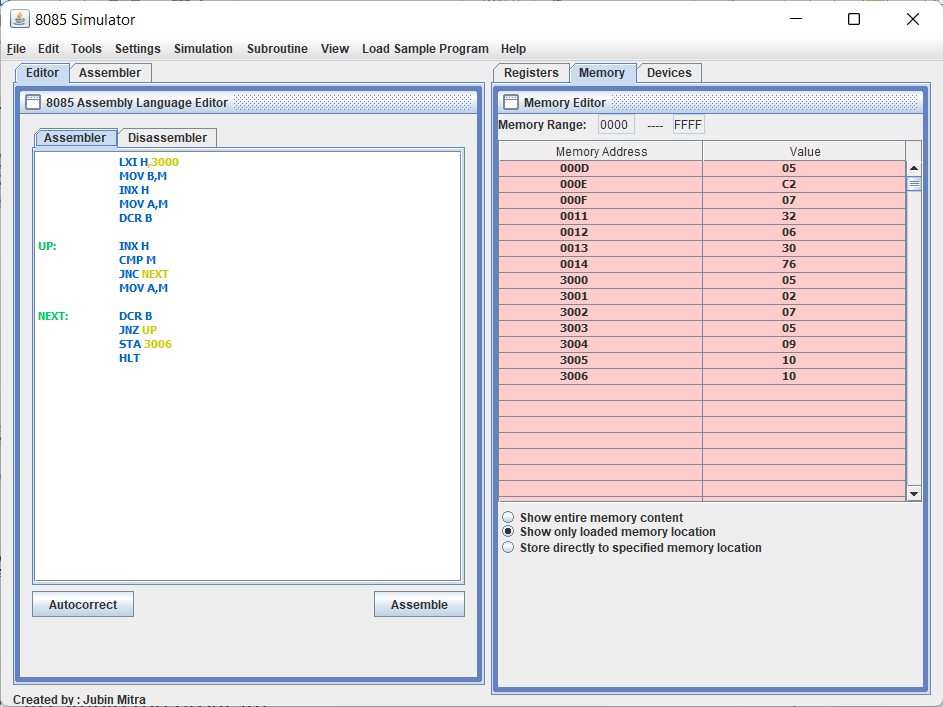 8085 Simulator
File Edit Tools Settings Simulation Subroutine View Load Sample Program Help
Editor Assembler
8085 Assembly Language Editor
Assembler Disassembler
LXI H,3000
MOV B,M
INX H
MOV A,M
DCR B
UP: INX H
CMP M
JNC NEXT
MOV A,M
NEXT: DCR B
JNZ UP
STA 3006
HLT
Autocorrect Assemble
Registers Memory Devices
Memory Editor
Memory Range: 0000 ---- FFFF
Memory Address Value
000D 05
000E C2
000F 07
0011 32
0012 06
0013 30
0014 76
3000 05
3001 02
3002 07
3003 05
3004 09
3005 10
3006 10
Show entire memory content
Show only loaded memory location
Store directly to specified memory location
Created by : Jubin Mitra